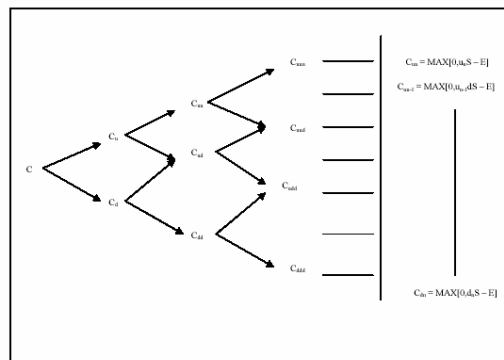 Cuuu
Cun = MAX[0,unS – E]
Cun-1 = MAX[0,un-1dS – E]
Cuu
Cu
Cuud
Cud
C
Cudd
Cd
Cdd
Cddd
Cdn = MAX[0,dnS – E]